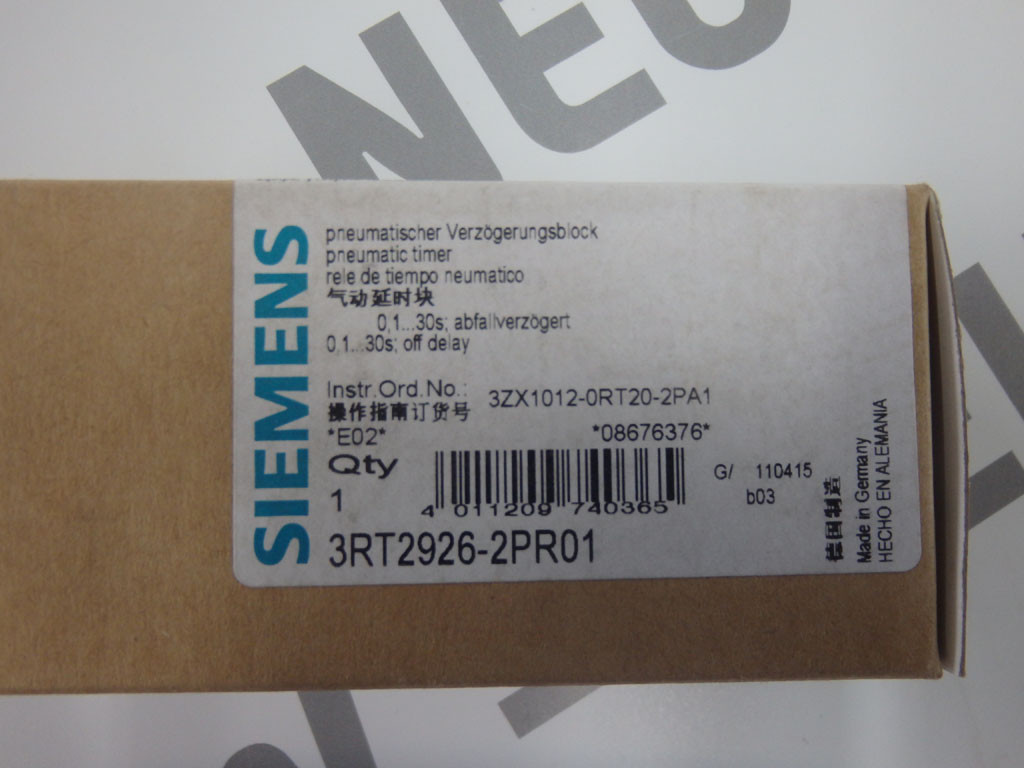 NEU
SIEMENS
pneumatischer Verzögerungsblock
pneumatic timer
rele de tiempo neumatico
气动延时块
0,1...30s; abfallverzögert
0,1...30s; off delay
Instr.Ord.No.: 3ZX1012-0RT20-2PA1
操作指南订货号
*E02* *08676376*
Qty
1
4 011209 740365
G/ 110415
b03
3RT2926-2PR01
德国制造
Made in Germany
HECHO EN ALEMANIA